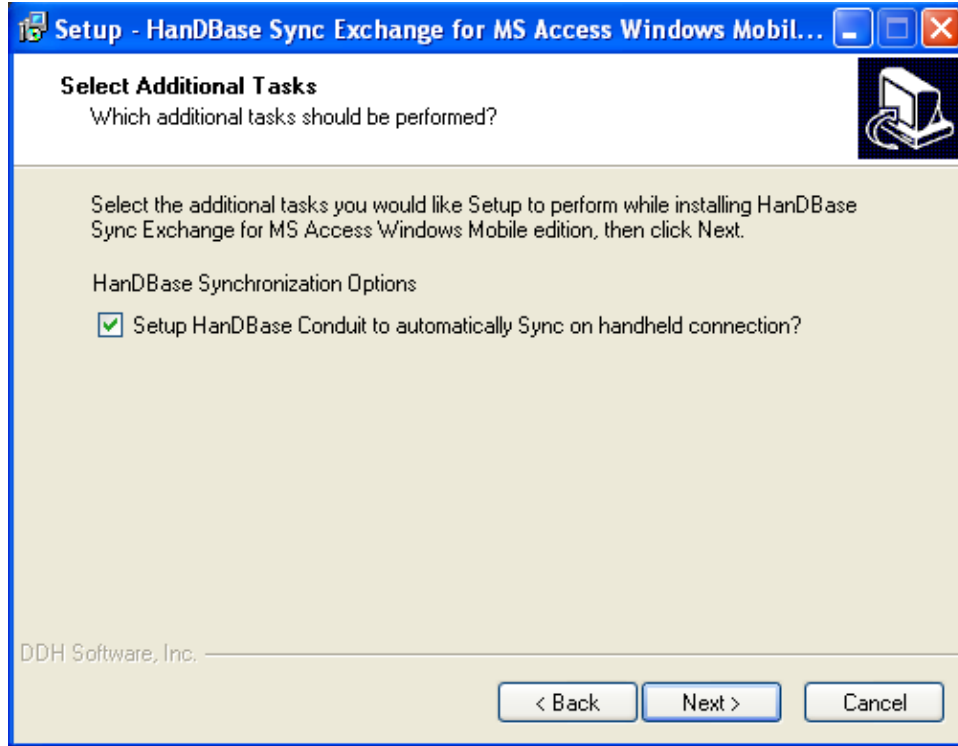 Setup - HanDBase Sync Exchange for MS Access Windows Mobil...
Select Additional Tasks
Which additional tasks should be performed?
Select the additional tasks you would like Setup to perform while installing HanDBase
Sync Exchange for MS Access Windows Mobile edition, then click Next.
HanDBase Synchronization Options
Setup HanDBase Conduit to automatically Sync on handheld connection?
DDH Software, Inc.
< Back
Next >
Cancel